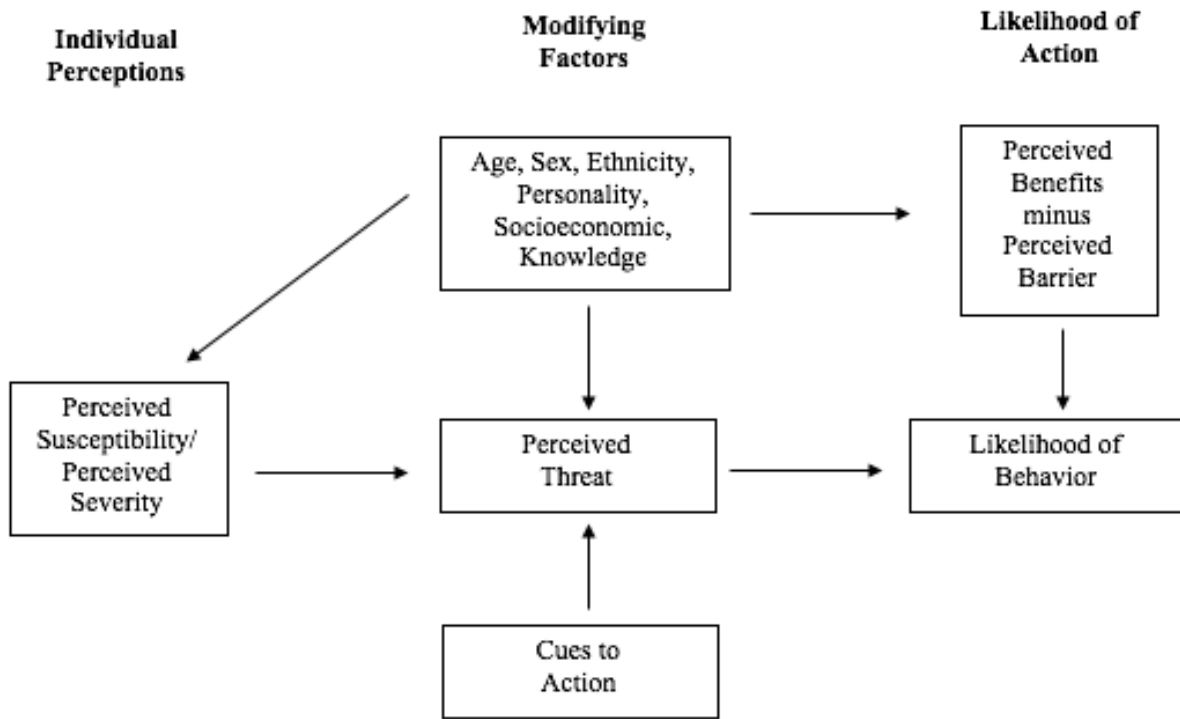 Individual
Perceptions
Modifying
Factors
Likelihood of
Action
Age, Sex, Ethnicity,
Personality,
Socioeconomic,
Knowledge
Perceived
Benefits
minus
Perceived
Barrier
Perceived
Susceptibility/
Perceived
Severity
Perceived
Threat
Likelihood of
Behavior
Cues to
Action